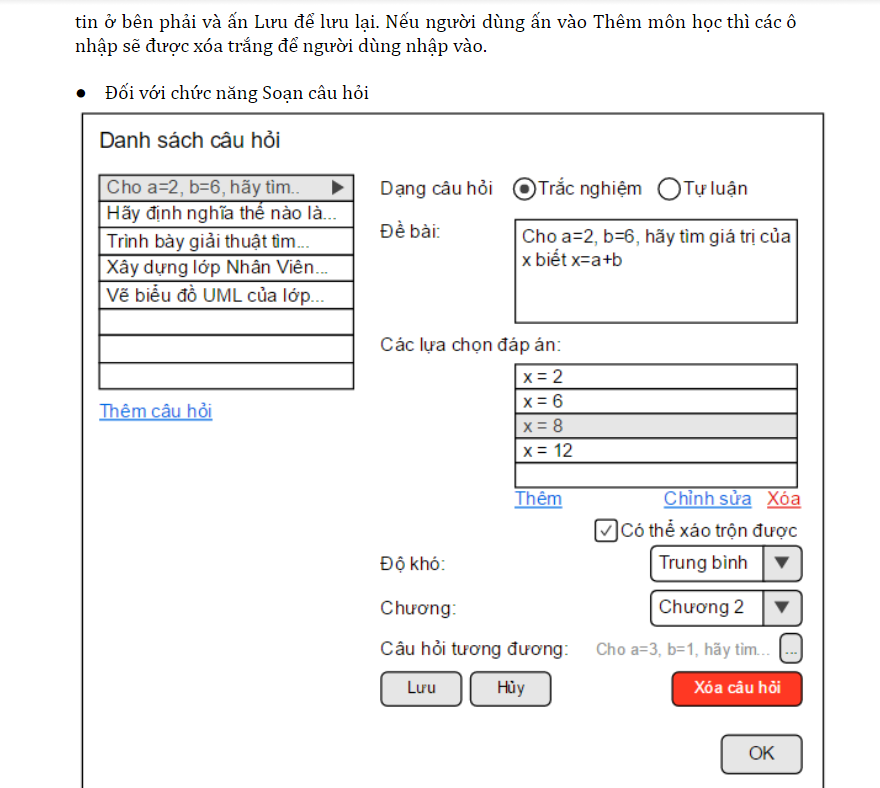 tin ở bên phải và ấn Lưu để lưu lại. Nếu người dùng ấn vào Thêm môn học thì các ô
nhập sẽ được xóa trắng để người dùng nhập vào.
● Đối với chức năng Soạn câu hỏi
Danh sách câu hỏi
Cho a=2, b=6, hãy tìm..
Hãy định nghĩa thế nào là...
Trình bày giải thuật tìm...
Xây dựng lớp Nhân Viên...
Vẽ biểu đồ UML của lớp...
Thêm câu hỏi
Dạng câu hỏi Trắc nghiệm Tự luận
Đề bài:
Cho a=2, b=6, hãy tìm giá trị của
x biết x=a+b
Các lựa chọn đáp án:
x = 2
x = 6
x = 8
x = 12
Thêm Chỉnh sửa Xóa
Có thể xáo trộn được
Độ khó: Trung bình
Chương: Chương 2
Câu hỏi tương đương: Cho a=3, b=1, hãy tìm... ...
Lưu Hủy Xóa câu hỏi
OK